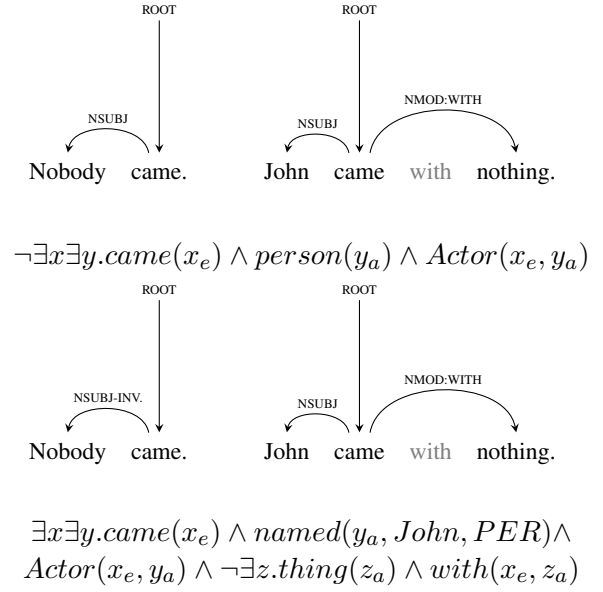 ROOT ROOT
NSUBJ NSUBJ NMOD:WITH
Nobody came. John came with nothing.
¬∃x∃y.came(x_e) ∧ person(y_a) ∧ Actor(x_e, y_a)
ROOT ROOT
NSUBJ-INV. NSUBJ NMOD:WITH
Nobody came. John came with nothing.
∃x∃y.came(x_e) ∧ named(y_a, John, PER)∧
Actor(x_e, y_a) ∧ ¬∃z.thing(z_a) ∧ with(x_e, z_a)